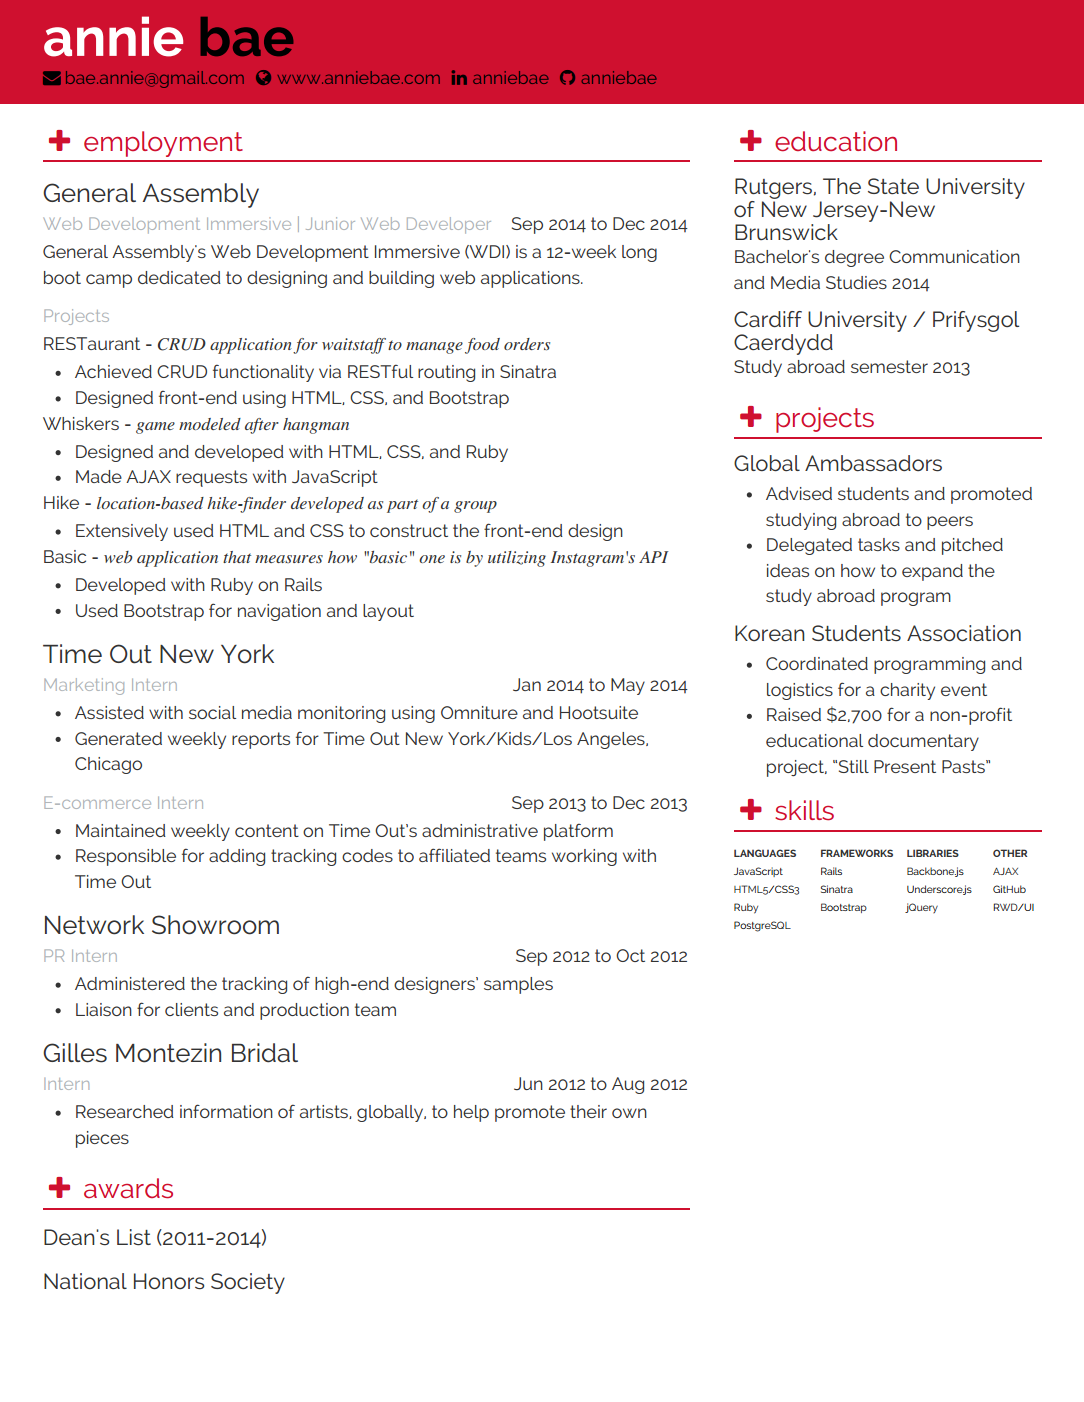 annie bae
bae.annie@gmail.com www.anniebae.com anniebae anniebae
employment
General Assembly
Web Development Immersive | Junior Web Developer Sep 2014 to Dec 2014
General Assembly's Web Development Immersive (WDI) is a 12-week long
boot camp dedicated to designing and building web applications.
Projects
RESTaurant - CRUD application for waitstaff to manage food orders
• Achieved CRUD functionality via RESTful routing in Sinatra
• Designed front-end using HTML, CSS, and Bootstrap
Whiskers - game modeled after hangman
• Designed and developed with HTML, CSS, and Ruby
• Made AJAX requests with JavaScript
Hike - location-based hike-finder developed as part of a group
• Extensively used HTML and CSS to construct the front-end design
Basic - web application that measures how "basic" one is by utilizing Instagram's API
• Developed with Ruby on Rails
• Used Bootstrap for navigation and layout
Time Out New York
Marketing Intern Jan 2014 to May 2014
• Assisted with social media monitoring using Omniture and Hootsuite
• Generated weekly reports for Time Out New York/Kids/Los Angeles,
Chicago
E-commerce Intern Sep 2013 to Dec 2013
• Maintained weekly content on Time Out's administrative platform
• Responsible for adding tracking codes to affiliated teams working with
Time Out
Network Showroom
PR Intern Sep 2012 to Oct 2012
• Administered the tracking of high-end designers' samples
• Liaison for clients and production team
Gilles Montezin Bridal
Intern Jun 2012 to Aug 2012
• Researched information of artists, globally, to help promote their own
pieces
awards
Dean's List (2011-2014)
National Honors Society
education
Rutgers, The State University
of New Jersey-New
Brunswick
Bachelor's degree Communication
and Media Studies 2014
Cardiff University / Prifysgol
Caerdydd
Study abroad semester 2013
projects
Global Ambassadors
• Advised students and promoted
studying abroad to peers
• Delegated tasks and pitched
ideas on how to expand the
study abroad program
Korean Students Association
• Coordinated programming and
logistics for a charity event
• Raised $2,700 for a non-profit
educational documentary
project, "Still Present Pasts"
skills
LANGUAGES FRAMEWORKS LIBRARIES OTHER
JavaScript Rails Backbone.js AJAX
HTML5/CSS3 Sinatra Underscore.js GitHub
Ruby Bootstrap jQuery RWD/UI
PostgreSQL